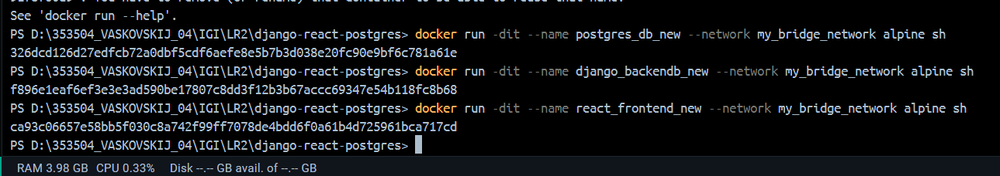 See 'docker run --help'.
PS D:\353504_VASKOVSKIJ_04\IGI\LR2\django-react-postgres> docker run -dit --name postgres_db_new --network my_bridge_network alpine sh
326dcd126d27edfcb72a0dbf5cdf6aefe8e5b7b3d038e20fc90e9bf6c781a61e
PS D:\353504_VASKOVSKIJ_04\IGI\LR2\django-react-postgres> docker run -dit --name django_backendb_new --network my_bridge_network alpine sh
f896e1eaf6ef3e3e3ad590be17807c8dd3f12b3b67accc69347e54b118fc8b68
PS D:\353504_VASKOVSKIJ_04\IGI\LR2\django-react-postgres> docker run -dit --name react_frontend_new --network my_bridge_network alpine sh
ca93c06657e58bb5f030c8a742f99ff7078de4bdd6f0a61b4d725961bca717cd
PS D:\353504_VASKOVSKIJ_04\IGI\LR2\django-react-postgres>
RAM 3.98 GB CPU 0.33% Disk --.-- GB avail. of --.-- GB